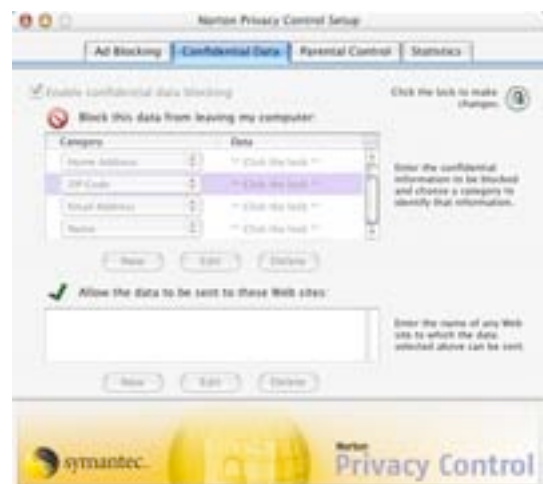 Norton Privacy Control Setup
Ad Blocking
Confidential Data
Parental Control
Statistics
Enable confidential data blocking
Click the lock to make
changes.
Block this data from leaving my computer:
Category
Data
Home Address
** Click the lock **
ZIP Code
** Click the lock **
Email Address
** Click the lock **
Name
** Click the lock **
Enter the confidential
information to be blocked
and choose a category to
identify that information.
New
Edit
Delete
Allow the data to be sent to these Web sites:
Enter the name of any Web
site to which the data
selected above can be sent.
New
Edit
Delete
symantec.
Norton
Privacy Control